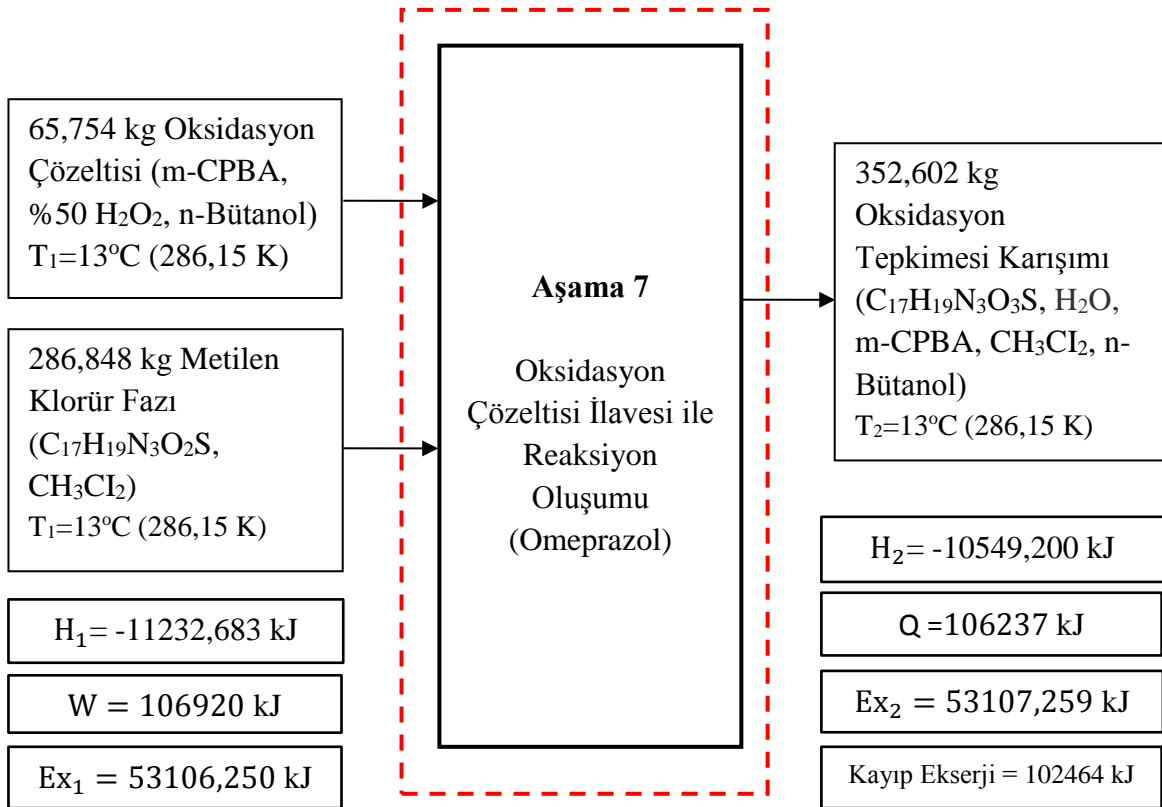 65,754 kg Oksidasyon
Çözeltisi (m-CPBA,
%50 H₂O₂, n-Bütanol)
T₁=13ºC (286,15 K)
286,848 kg Metilen
Klorür Fazı
(C₁₇H₁₉N₃O₂S,
CH₃CI₂)
T₁=13ºC (286,15 K)
H₁= -11232,683 kJ
W = 106920 kJ
Ex₁ = 53106,250 kJ
Aşama 7
Oksidasyon
Çözeltisi İlavesi ile
Reaksiyon
Oluşumu
(Omeprazol)
352,602 kg
Oksidasyon
Tepkimesi Karışımı
(C₁₇H₁₉N₃O₃S, H₂O,
m-CPBA, CH₃CI₂, n-
Bütanol)
T₂=13ºC (286,15 K)
H₂= -10549,200 kJ
Q =106237 kJ
Ex₂ = 53107,259 kJ
Kayıp Ekserji = 102464 kJ